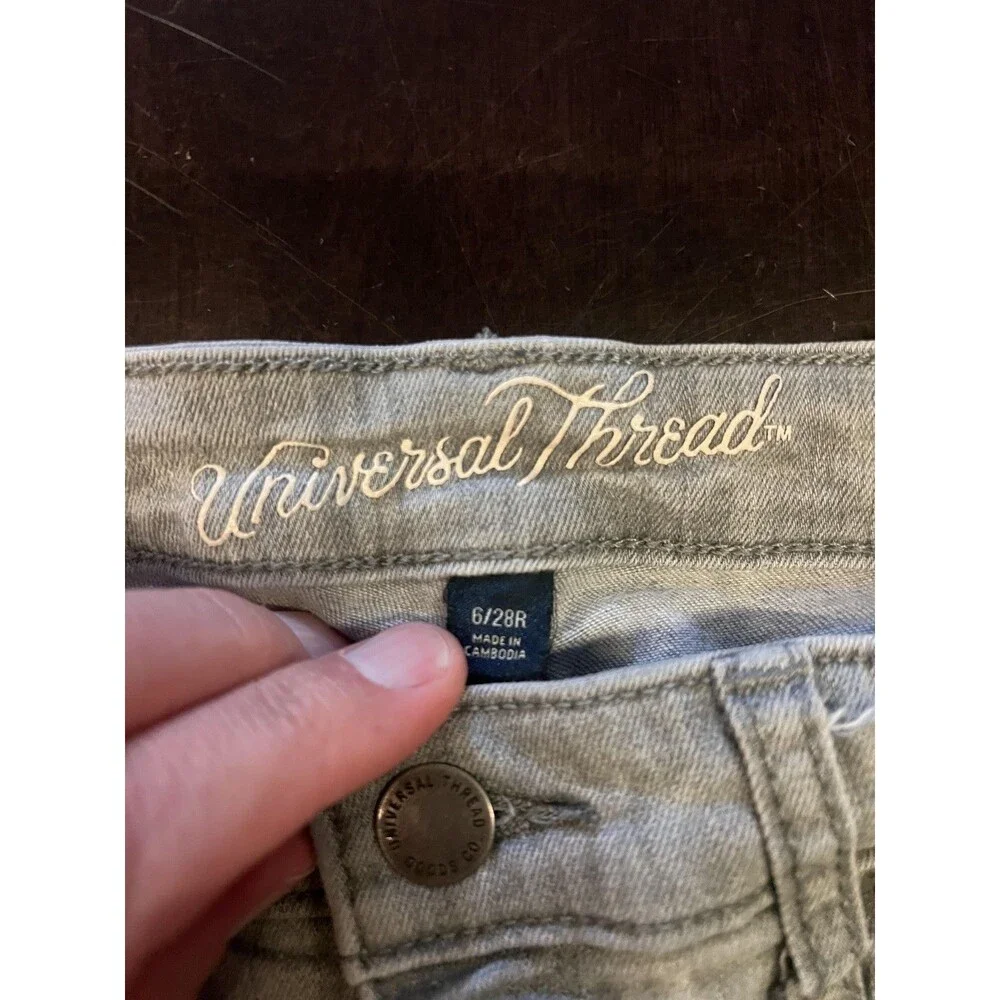 Universal Thread™
6/28R
MADE IN
CAMBODIA
UNIVERSAL THREAD
GOODS CO.